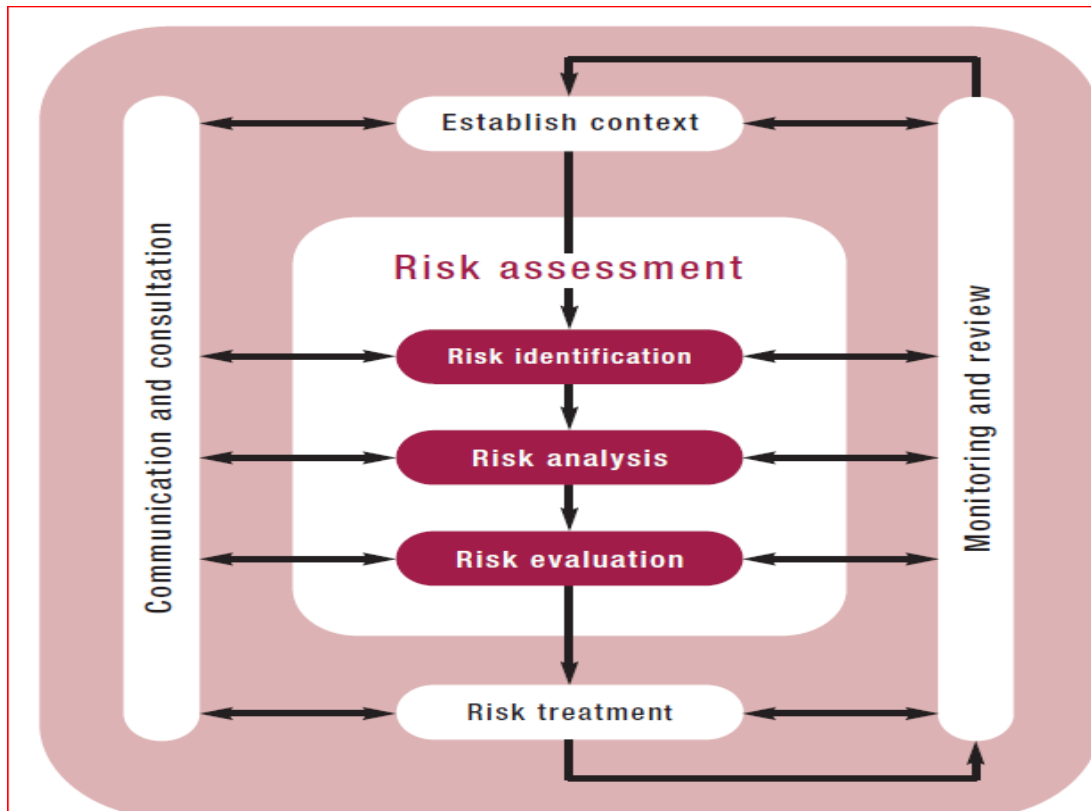 Establish context
Communication and consultation
Risk assessment
Risk identification
Risk analysis
Risk evaluation
Risk treatment
Monitoring and review